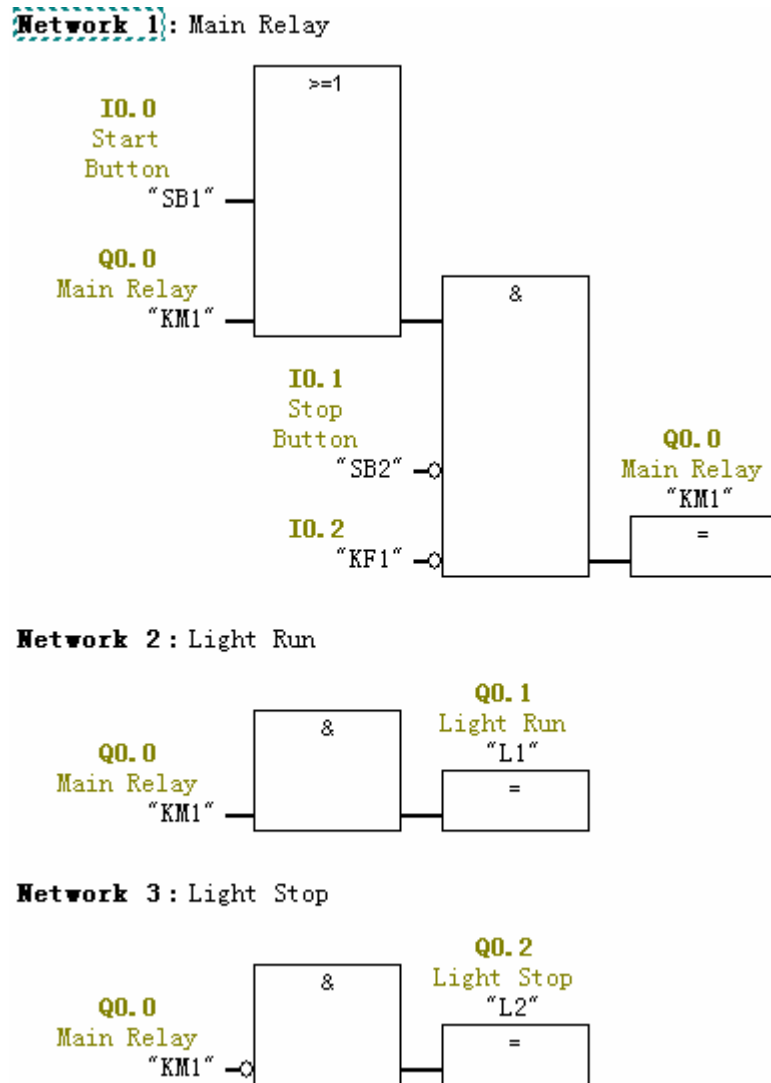 Network 1: Main Relay
>=1
I0.0
Start
Button
"SB1"
Q0.0
Main Relay
"KM1"
&
I0.1
Stop
Button
"SB2"
I0.2
"KF1"
Q0.0
Main Relay
"KM1"
=
Network 2: Light Run
Q0.0
Main Relay
"KM1"
&
Q0.1
Light Run
"L1"
=
Network 3: Light Stop
Q0.0
Main Relay
"KM1"
&
Q0.2
Light Stop
"L2"
=